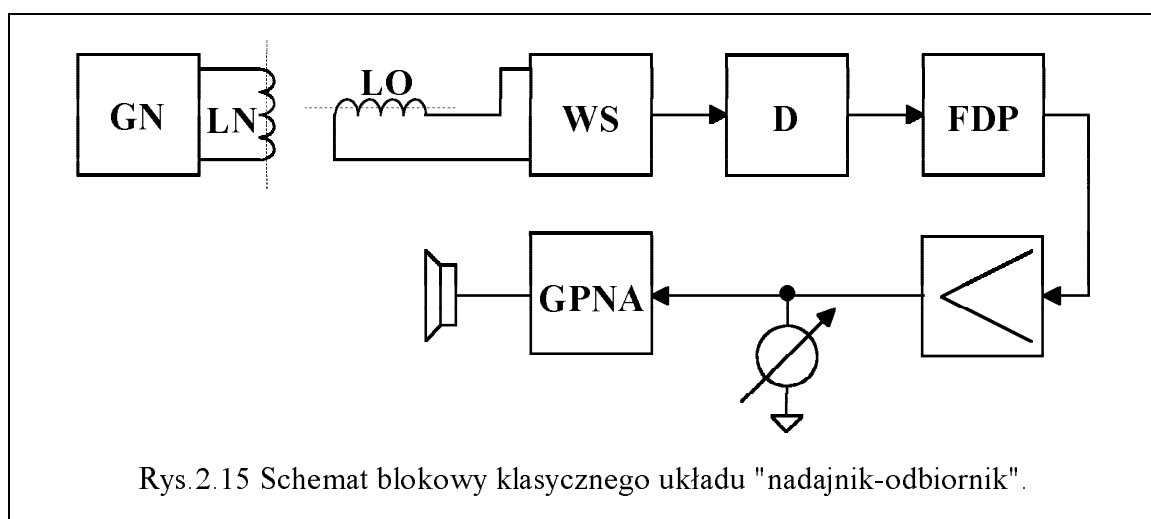 GN
LN
LO
WS
D
FDP
GPNA
Rys.2.15 Schemat blokowy klasycznego układu "nadajnik-odbiornik".